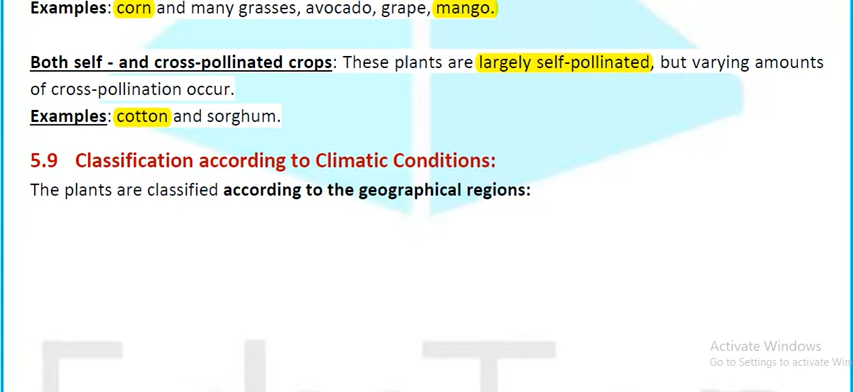 Examples: corn and many grasses, avocado, grape, mango.
Both self - and cross-pollinated crops: These plants are largely self-pollinated, but varying amounts
of cross-pollination occur.
Examples: cotton and sorghum.
5.9 Classification according to Climatic Conditions:
The plants are classified according to the geographical regions:
Activate Windows
Go to Settings to activate Win